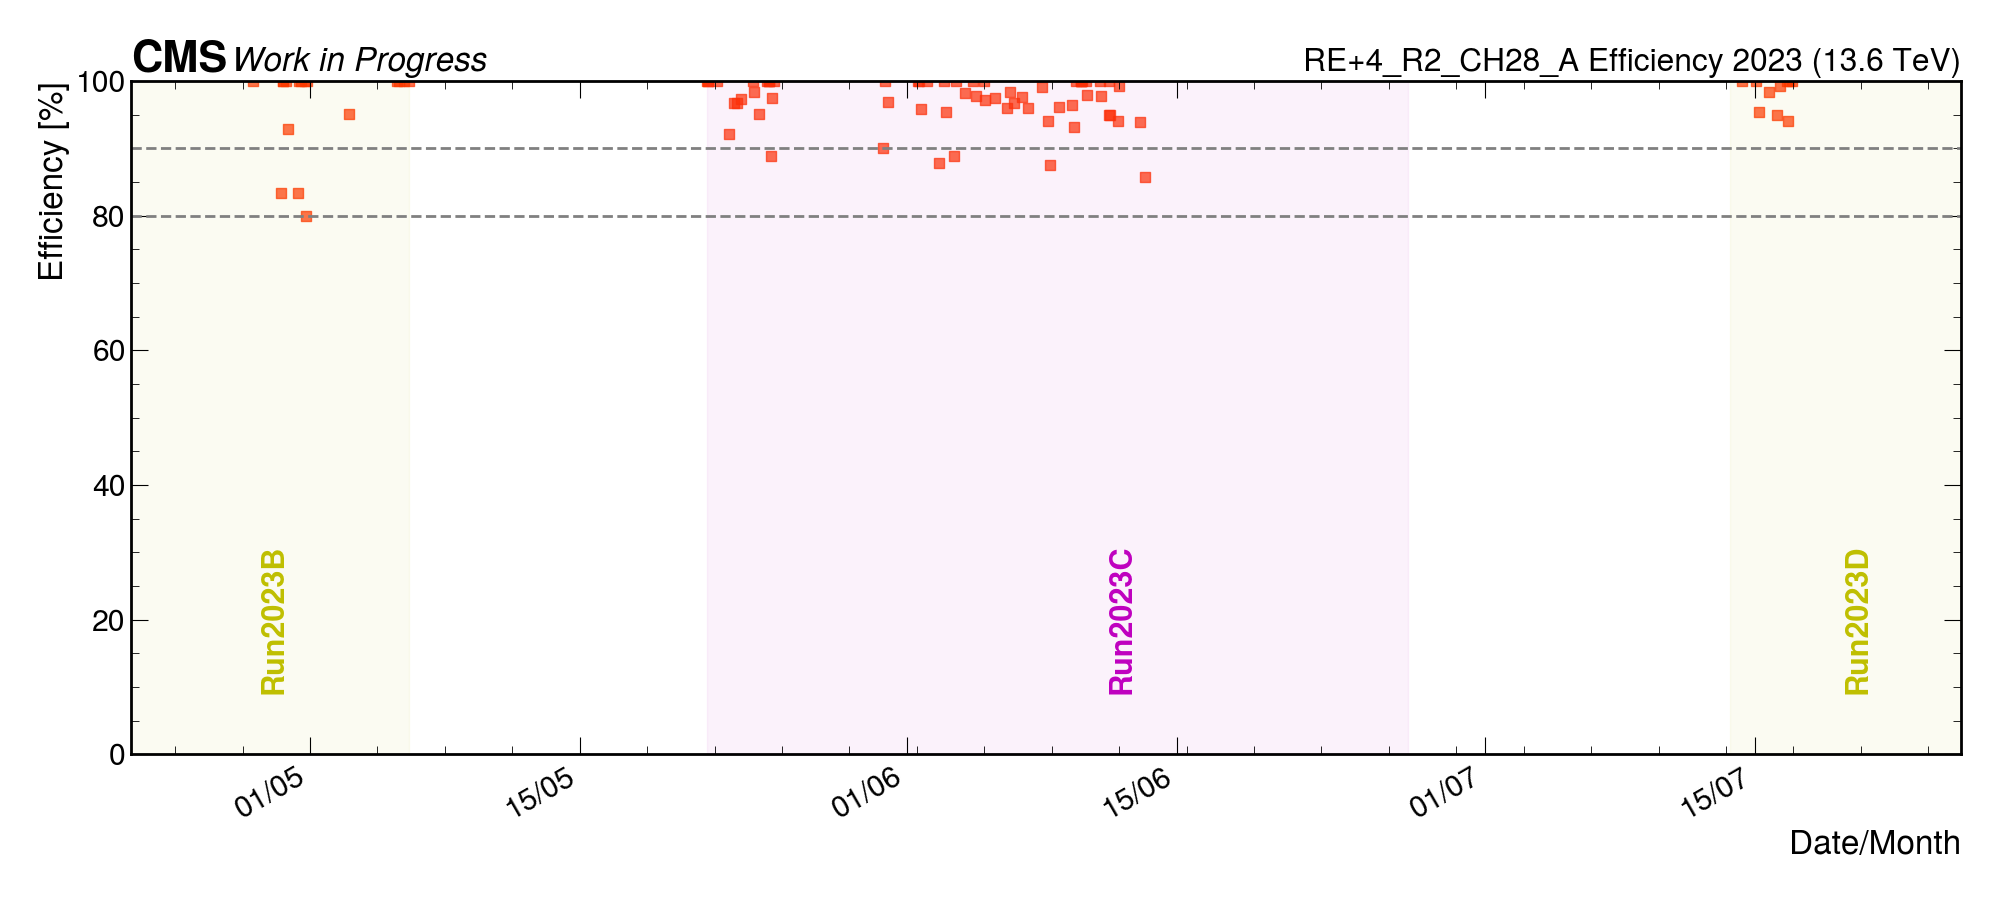 CMS Work in Progress
RE+4_R2_CH28_A Efficiency 2023 (13.6 TeV)
Efficiency [%]
100
80
60
40
20
0
Run2023B
Run2023C
Run2023D
01/05
15/05
01/06
15/06
01/07
15/07
Date/Month